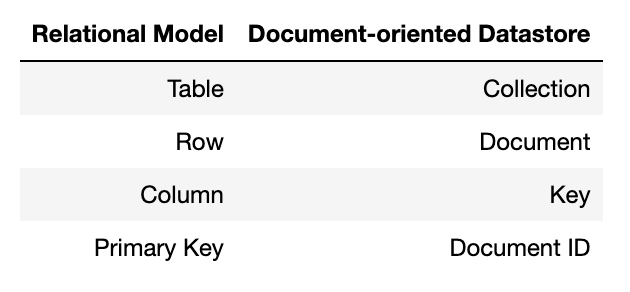 Relational Model Document-oriented Datastore
Table Collection
Row Document
Column Key
Primary Key Document ID